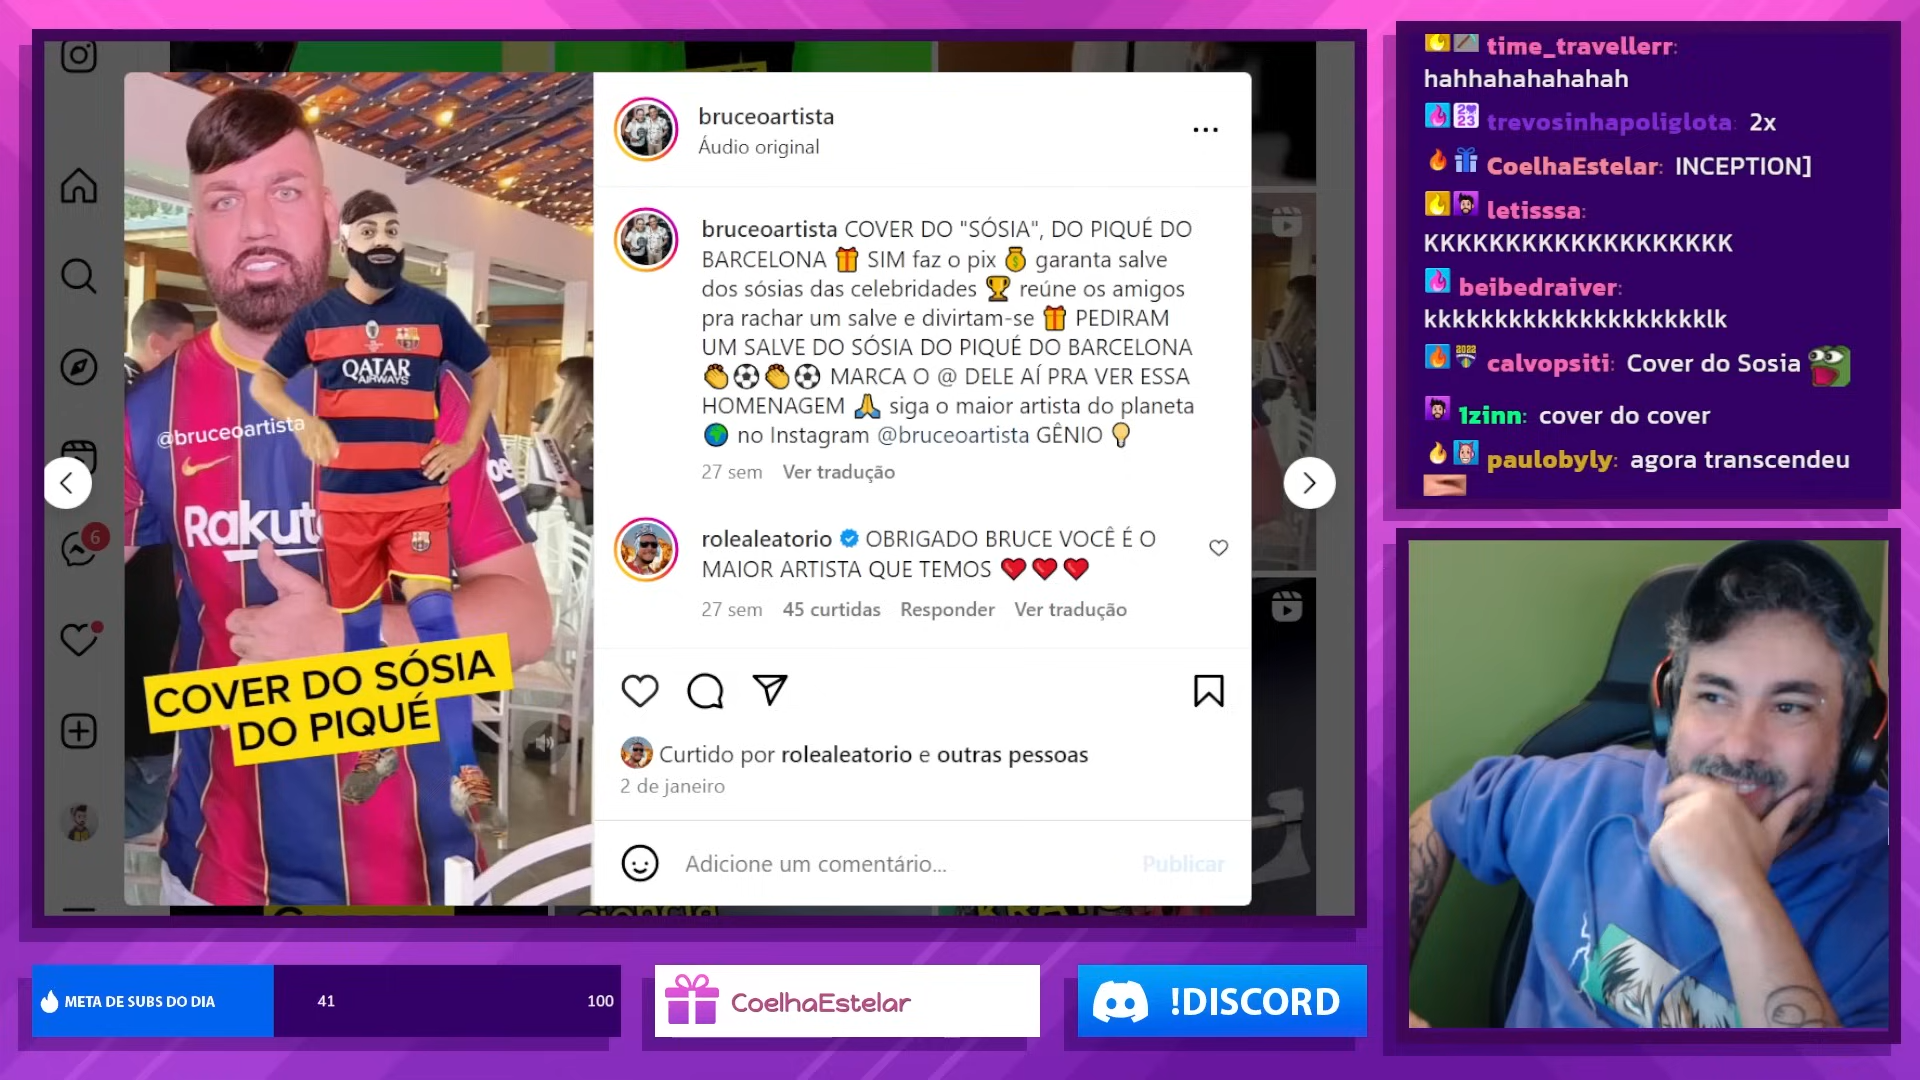 bruceoartista
Áudio original
bruceoartista COVER DO "SÓSIA", DO PIQUÉ DO
BARCELONA 🎁 SIM faz o pix 💰 garanta salve
dos sósias das celebridades 🏆 reúne os amigos
pra rachar um salve e divirtam-se 🎁 PEDIRAM
UM SALVE DO SÓSIA DO PIQUÉ DO BARCELONA
👏⚽👏⚽ MARCA O @ DELE AÍ PRA VER ESSA
HOMENAGEM 🙏 siga o maior artista do planeta
🌍 no Instagram @bruceoartista GÊNIO 💡
27 sem Ver tradução
rolealeatorio OBRIGADO BRUCE VOCÊ É O
MAIOR ARTISTA QUE TEMOS ❤️❤️❤️
27 sem 45 curtidas Responder Ver tradução
Curtido por rolealeatorio e outras pessoas
2 de janeiro
Adicione um comentário...
Publicar
@bruceoartista
QATAR
AIRWAYS
Rakut
COVER DO SÓSIA
DO PIQUÉ
6
time_travellerr:
hahhahahahahah
trevosinhapoliglota: 2x
CoelhaEstelar: INCEPTION]
letisssa:
KKKKKKKKKKKKKKKKKKK
beibedraiver:
kkkkkkkkkkkkkkkkkkkklk
calvopsiti: Cover do Sosia
1zinn: cover do cover
paulobyly: agora transcendeu
META DE SUBS DO DIA
41
100
CoelhaEstelar
!DISCORD